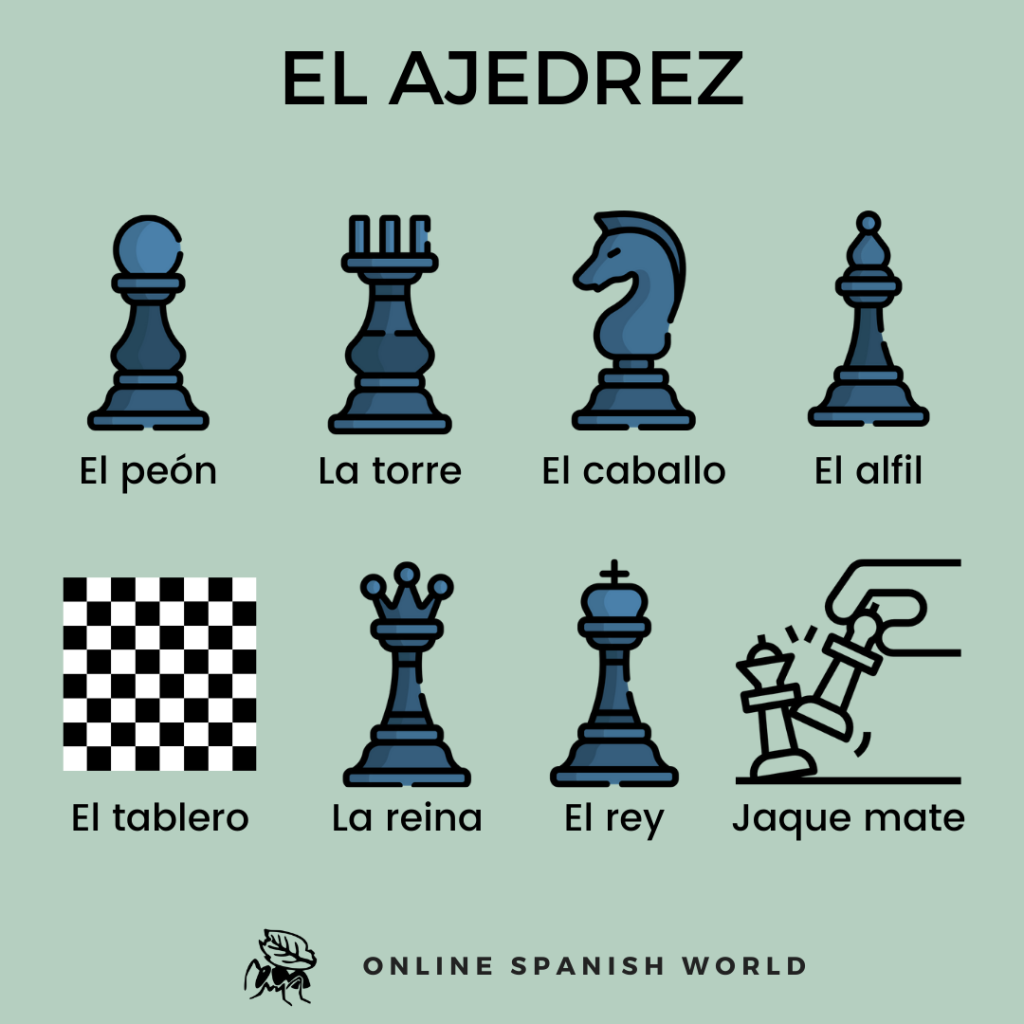 EL AJEDREZ
El peón
La torre
El caballo
El alfil
El tablero
La reina
El rey
Jaque mate
ONLINE SPANISH WORLD